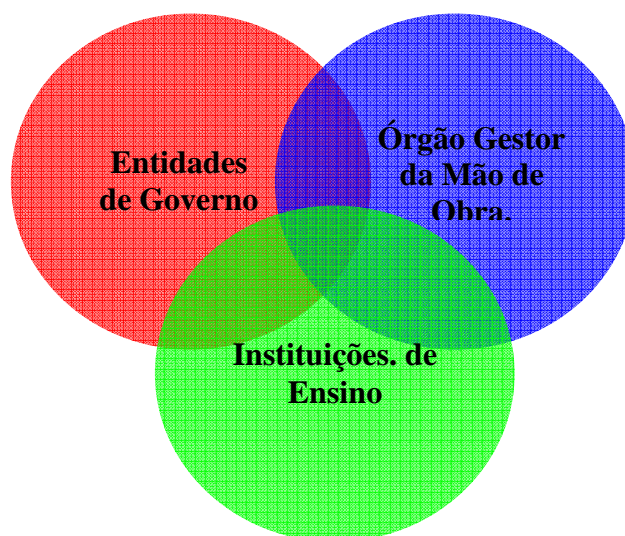 Entidades
de Governo
Órgão Gestor
da Mão de
Obra.
Instituições. de
Ensino